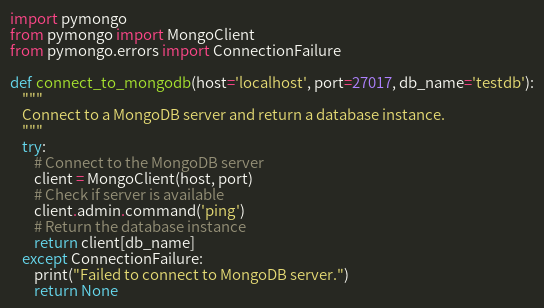 import pymongo
from pymongo import MongoClient
from pymongo.errors import ConnectionFailure

def connect_to_mongodb(host='localhost', port=27017, db_name='testdb'):
    """
    Connect to a MongoDB server and return a database instance.
    """
    try:
        # Connect to the MongoDB server
        client = MongoClient(host, port)
        # Check if server is available
        client.admin.command('ping')
        # Return the database instance
        return client[db_name]
    except ConnectionFailure:
        print("Failed to connect to MongoDB server.")
        return None